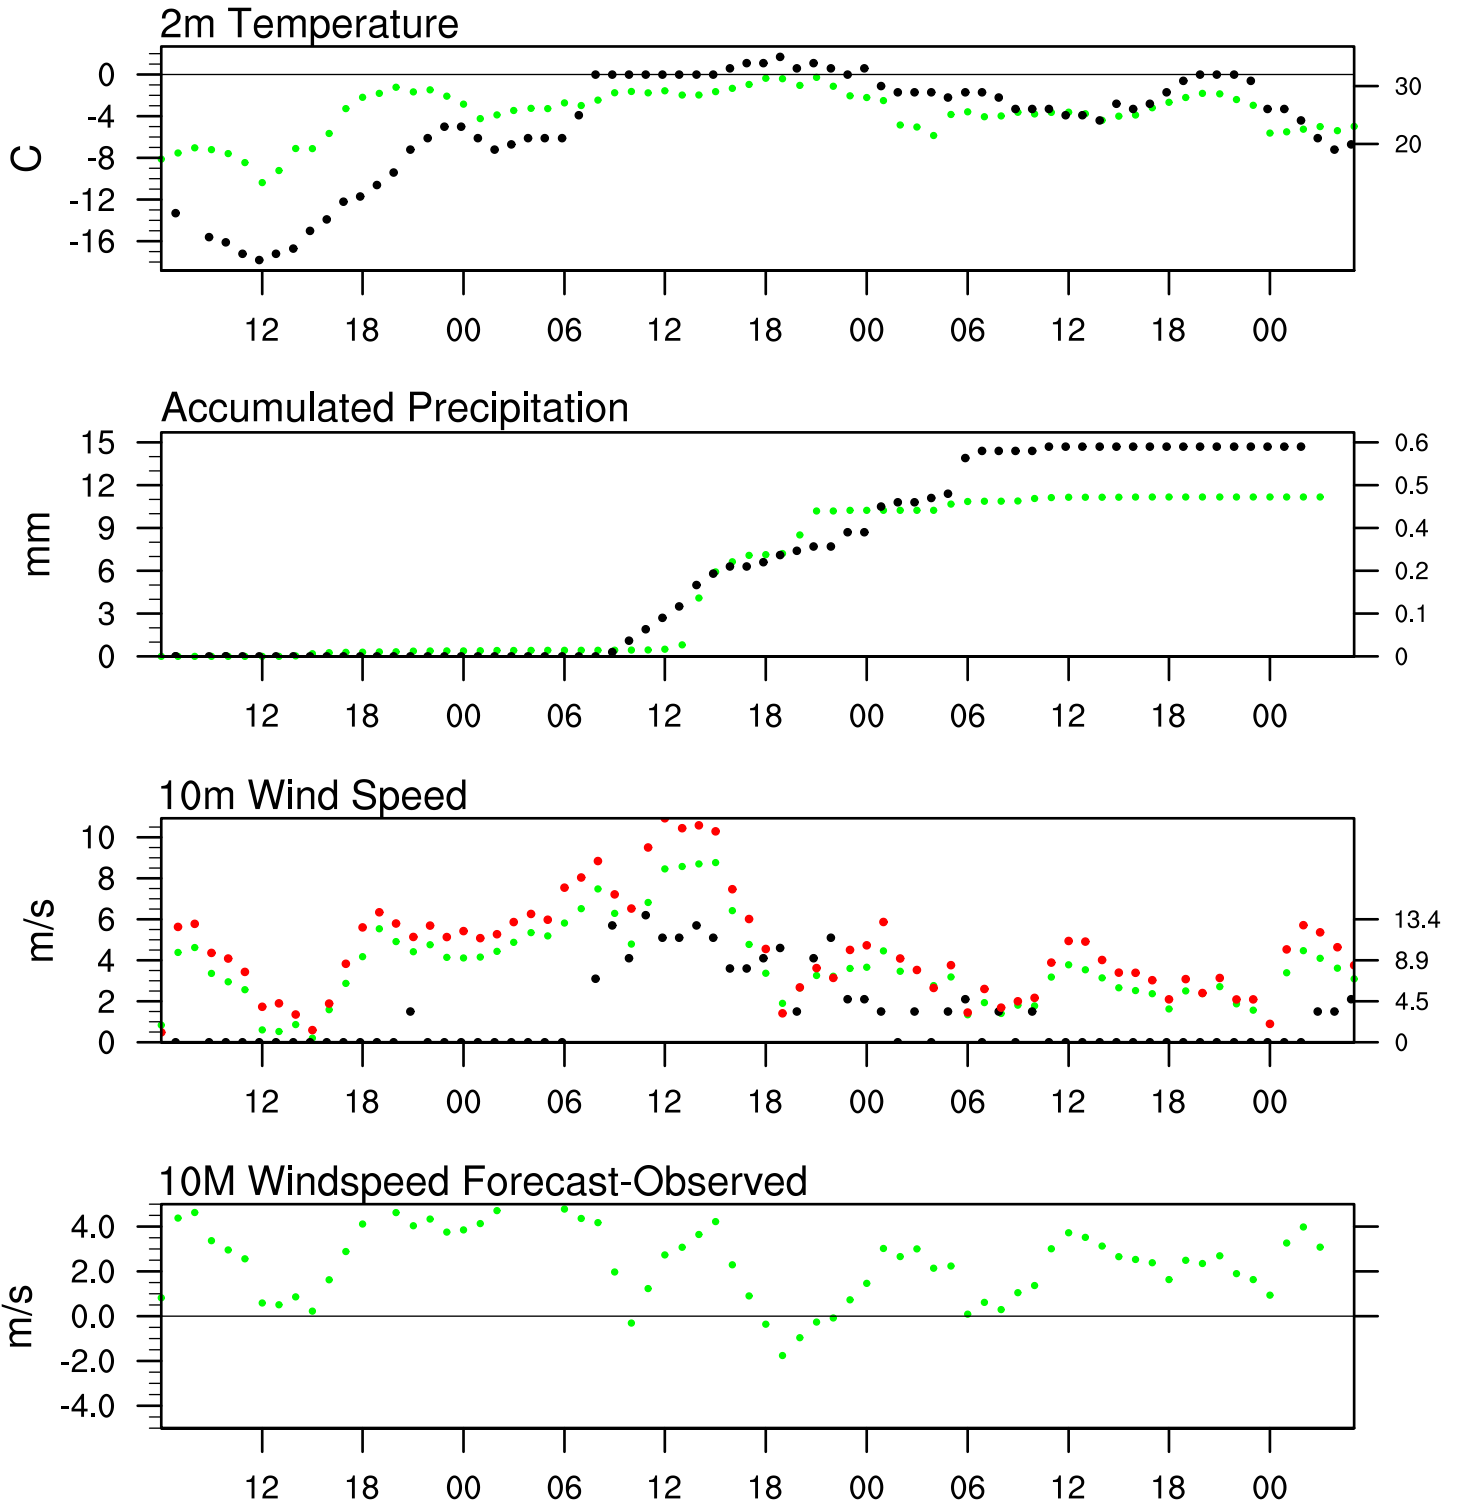 2m Temperature
0
-4
-8
-12
-16
C
30
20
12 18 00 06 12 18 00 06 12 18 00
Accumulated Precipitation
15
12
9
6
3
0
mm
0.6
0.5
0.4
0.2
0.1
0
12 18 00 06 12 18 00 06 12 18 00
10m Wind Speed
10
8
6
4
2
0
m/s
13.4
8.9
4.5
0
12 18 00 06 12 18 00 06 12 18 00
10M Windspeed Forecast-Observed
4.0
2.0
0.0
-2.0
-4.0
m/s
12 18 00 06 12 18 00 06 12 18 00